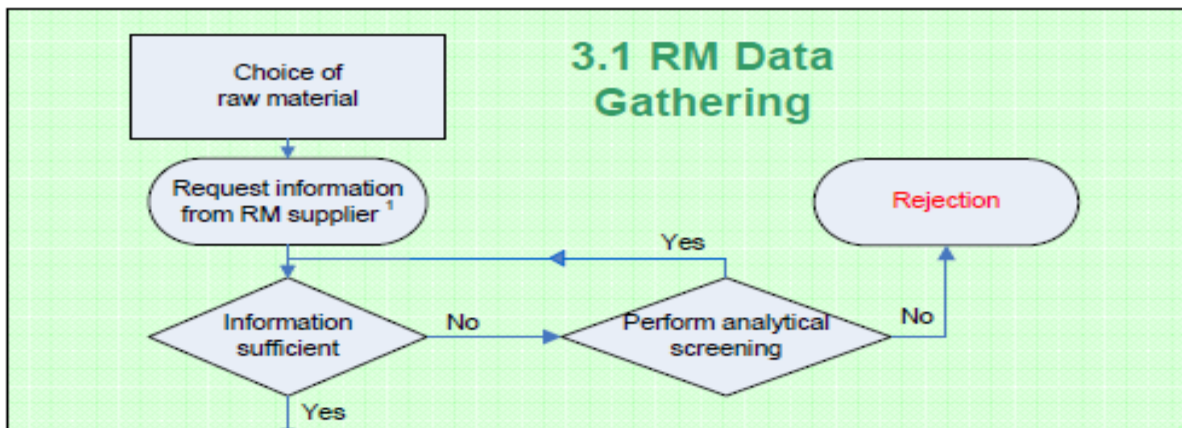 3.1 RM Data
Gathering
Choice of
raw material
Request information
from RM supplier 1
Rejection
Yes
Information
sufficient
No
Perform analytical
screening
No
Yes